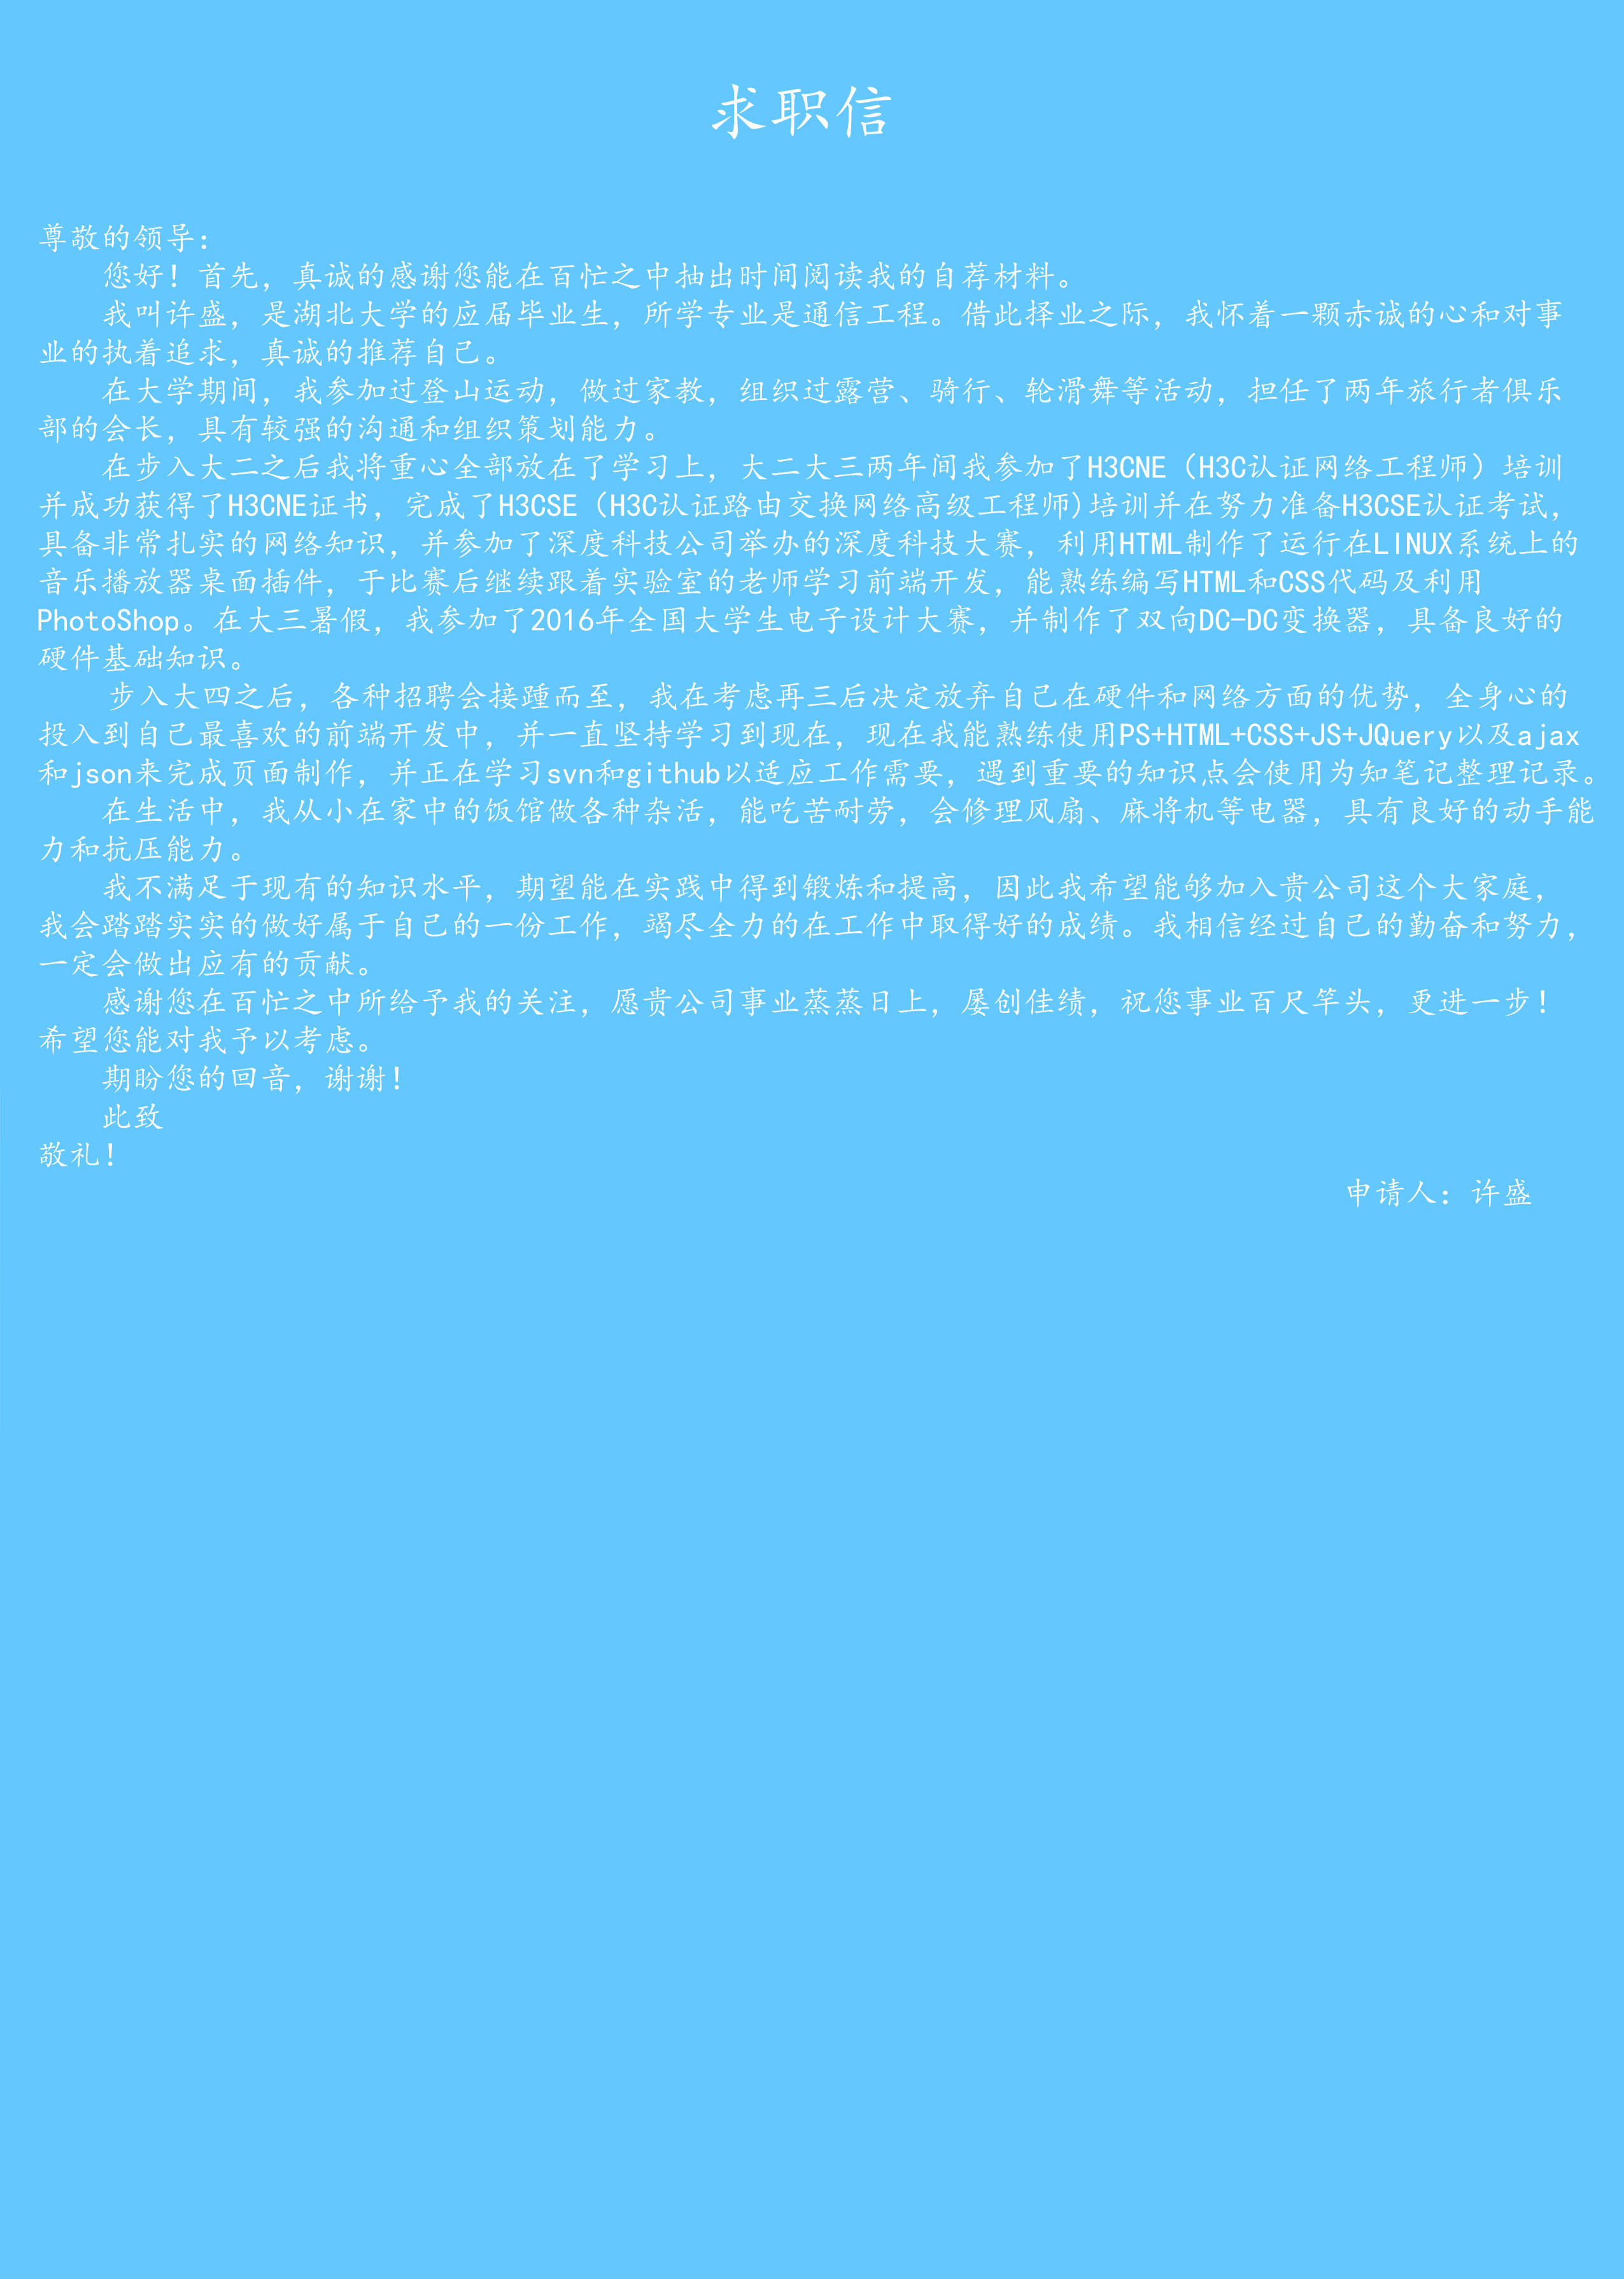 求职信
尊敬的领导：
您好！首先，真诚的感谢您能在百忙之中抽出时间阅读我的自荐材料。
我叫许盛，是湖北大学的应届毕业生，所学专业是通信工程。借此择业之际，我怀着一颗赤诚的心和对事
业的执着追求，真诚的推荐自己。
在大学期间，我参加过登山运动，做过家教，组织过露营、骑行、轮滑舞等活动，担任了两年旅行者俱乐
部的会长，具有较强的沟通和组织策划能力。
在步入大二之后我将重心全部放在了学习上，大二大三两年间我参加了H3CNE（H3C认证网络工程师）培训
并成功获得了H3CNE证书，完成了H3CSE（H3C认证路由交换网络高级工程师)培训并在努力准备H3CSE认证考试，
具备非常扎实的网络知识，并参加了深度科技公司举办的深度科技大赛，利用HTML制作了运行在LINUX系统上的
音乐播放器桌面插件，于比赛后继续跟着实验室的老师学习前端开发，能熟练编写HTML和CSS代码及利用
PhotoShop。在大三暑假，我参加了2016年全国大学生电子设计大赛，并制作了双向DC-DC变换器，具备良好的
硬件基础知识。
步入大四之后，各种招聘会接踵而至，我在考虑再三后决定放弃自己在硬件和网络方面的优势，全身心的
投入到自己最喜欢的前端开发中，并一直坚持学习到现在，现在我能熟练使用PS+HTML+CSS+JS+JQuery以及ajax
和json来完成页面制作，并正在学习svn和github以适应工作需要，遇到重要的知识点会使用为知笔记整理记录。
在生活中，我从小在家中的饭馆做各种杂活，能吃苦耐劳，会修理风扇、麻将机等电器，具有良好的动手能
力和抗压能力。
我不满足于现有的知识水平，期望能在实践中得到锻炼和提高，因此我希望能够加入贵公司这个大家庭，
我会踏踏实实的做好属于自己的一份工作，竭尽全力的在工作中取得好的成绩。我相信经过自己的勤奋和努力，
一定会做出应有的贡献。
感谢您在百忙之中所给予我的关注，愿贵公司事业蒸蒸日上，屡创佳绩，祝您事业百尺竿头，更进一步！
希望您能对我予以考虑。
期盼您的回音，谢谢！
此致
敬礼！
申请人：许盛